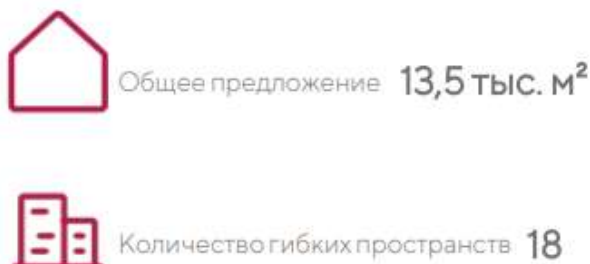 Общее предложение 13,5 тыс. м²
Количество гибких пространств 18